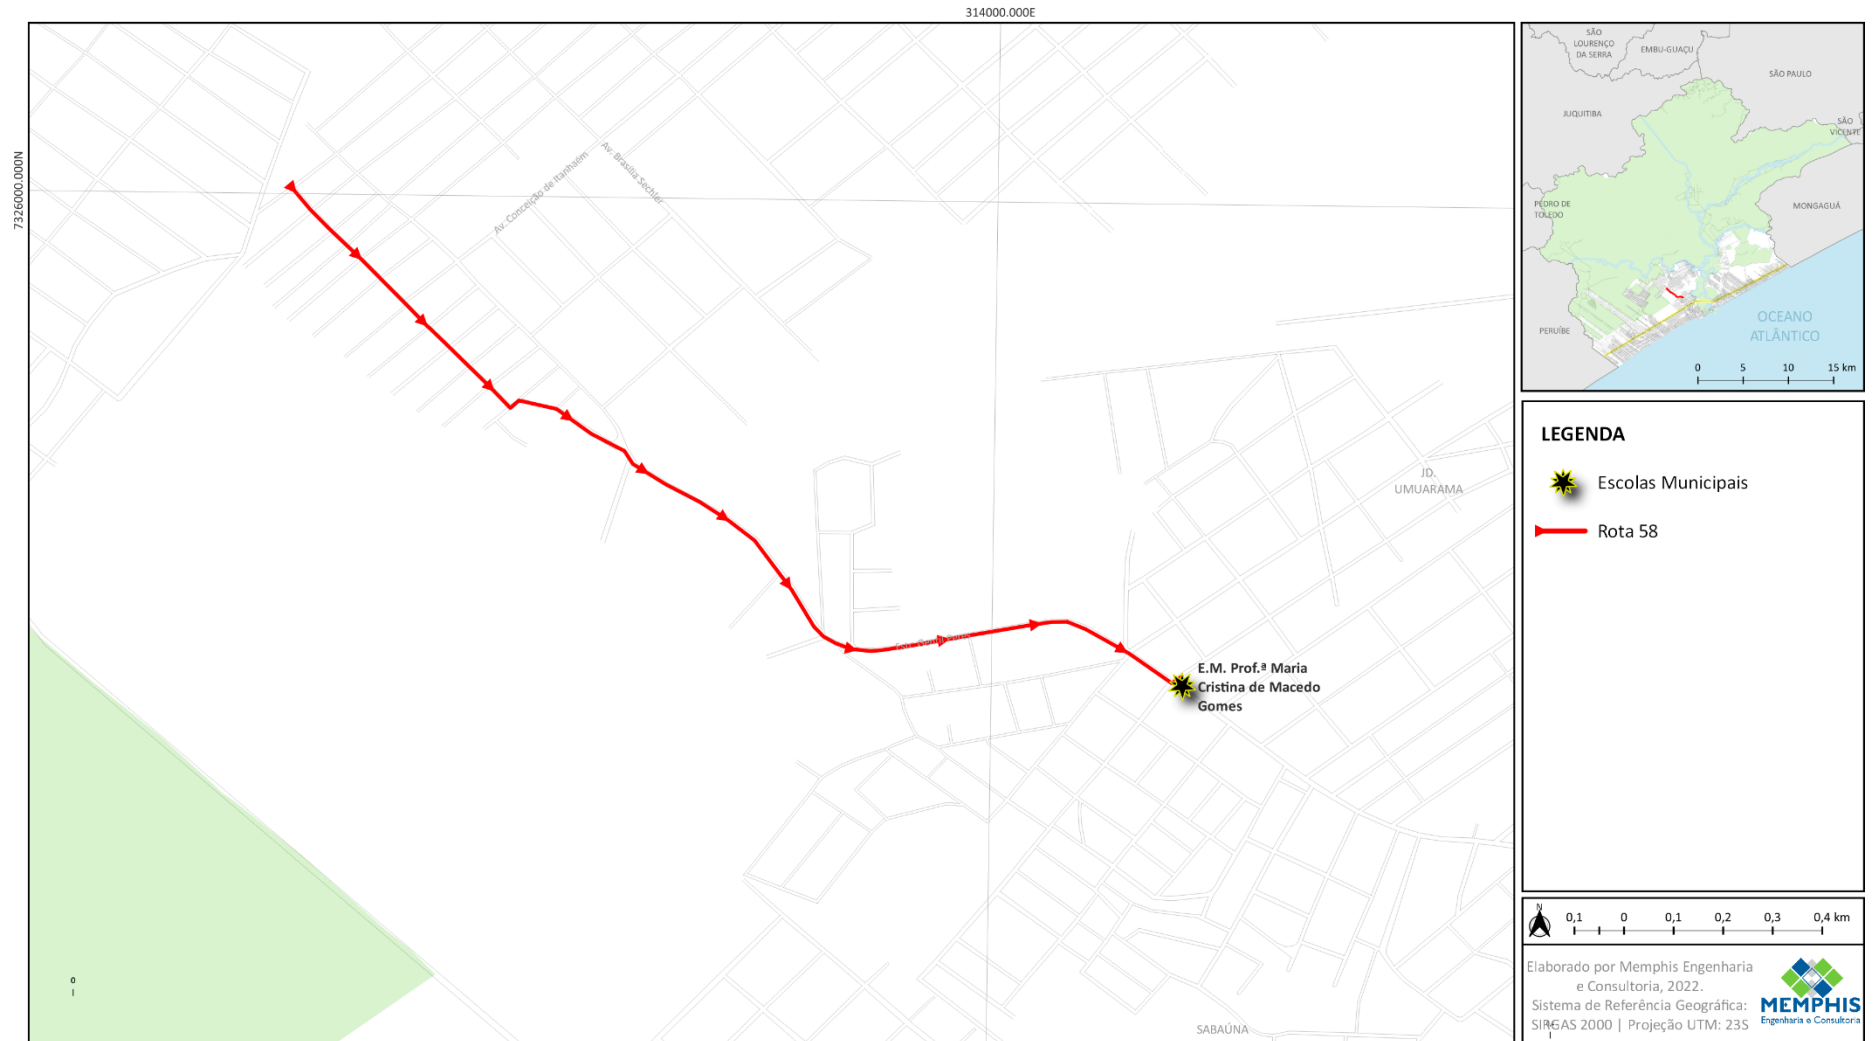 314000.000E
7326000.000N
Av. Conceição de Itanhaém
Av. Brasília Sechler
JD.
UMUARAMA
E.M. Prof.ª Maria
Cristina de Macedo
Gomes
SABAÚNA
0
SÃO
LOURENÇO
DA SERRA
EMBU-GUAÇU
SÃO PAULO
JUQUITIBA
SÃO
VICENTE
PEDRO DE
TOLEDO
MONGAGUÁ
PERUÍBE
OCEANO
ATLÂNTICO
0 5 10 15 km
LEGENDA
Escolas Municipais
Rota 58
N
0,1 0 0,1 0,2 0,3 0,4 km
Elaborado por Memphis Engenharia
e Consultoria, 2022.
Sistema de Referência Geográfica:
SIRGAS 2000 | Projeção UTM: 23S
MEMPHIS
Engenharia e Consultoria